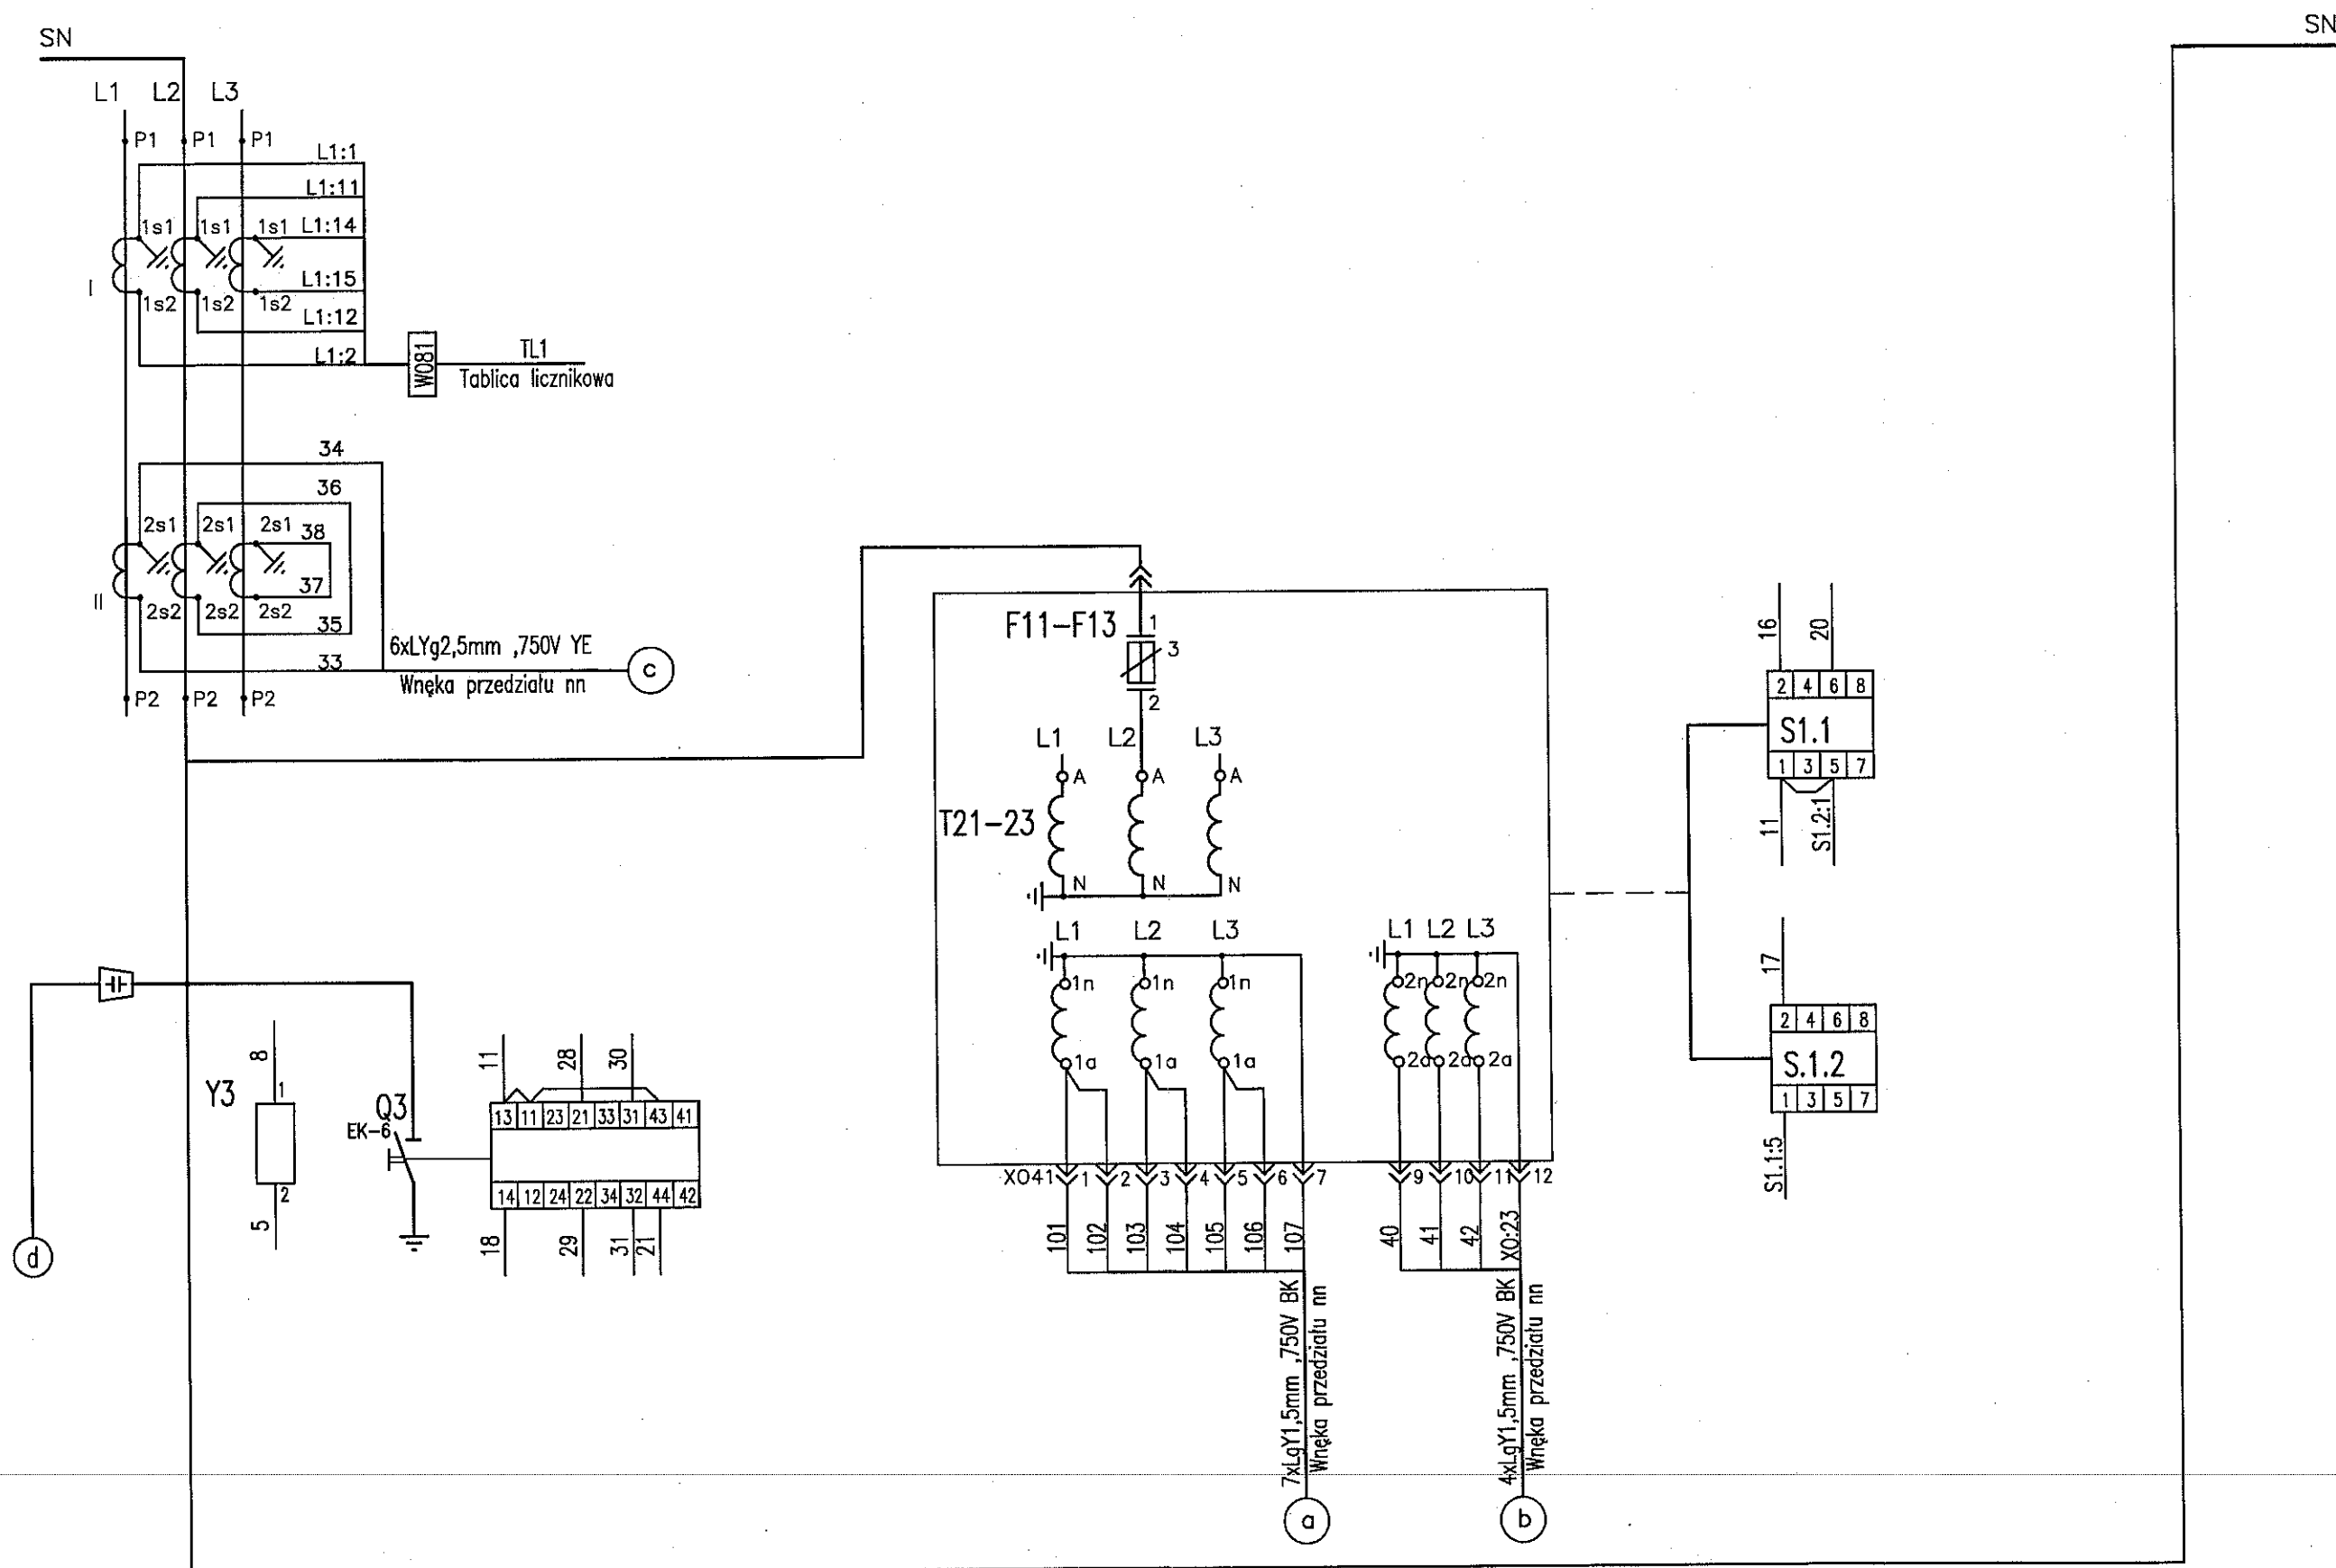 SN
SN
L1 L2 L3
P1 P1 P1
L1:1
L1:11
1s1 1s1 1s1 L1:14
L1:15
I
1s2 1s2 1s2
L1:12
L1:2
W081
TL1
Tablica licznikowa
34
36
2s1 2s1 2s1 38
37
II
2s2 2s2 2s2
35
33
6xLYg2,5mm ,750V YE
Wnęka przedziału nn
c
P2 P2 P2
F11-F13
1
3
2
L1 L2 L3
A A A
T21-23
N N N
L1 L2 L3
1n 1n 1n
1a 1a 1a
L1 L2 L3
2n 2n 2n
2a 2a 2a
XO41 1 2 3 4 5 6 7
9 10 11 12
101 102 103 104 105 106 107
40 41 42 XO:23
7xLgY1,5mm ,750V BK
Wnęka przedziału nn
4xLgY1,5mm ,750V BK
Wnęka przedziału nn
a
b
16 20
2 4 6 8
S1.1
1 3 5 7
11 S1.2:1
17
2 4 6 8
S.1.2
1 3 5 7
S1.1:5
8
1
Y3
2
5
d
Q3
EK-6
11 28 30
13 11 23 21 33 31 43 41
14 12 24 22 34 32 44 42
18 29 31 21